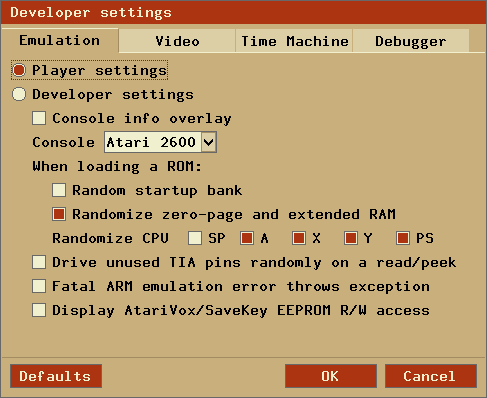 Developer settings
Emulation Video Time Machine Debugger
Player settings
Developer settings
Console info overlay
Console Atari 2600
When loading a ROM:
Random startup bank
Randomize zero-page and extended RAM
Randomize CPU SP A X Y PS
Drive unused TIA pins randomly on a read/peek
Fatal ARM emulation error throws exception
Display AtariVox/SaveKey EEPROM R/W access
Defaults OK Cancel